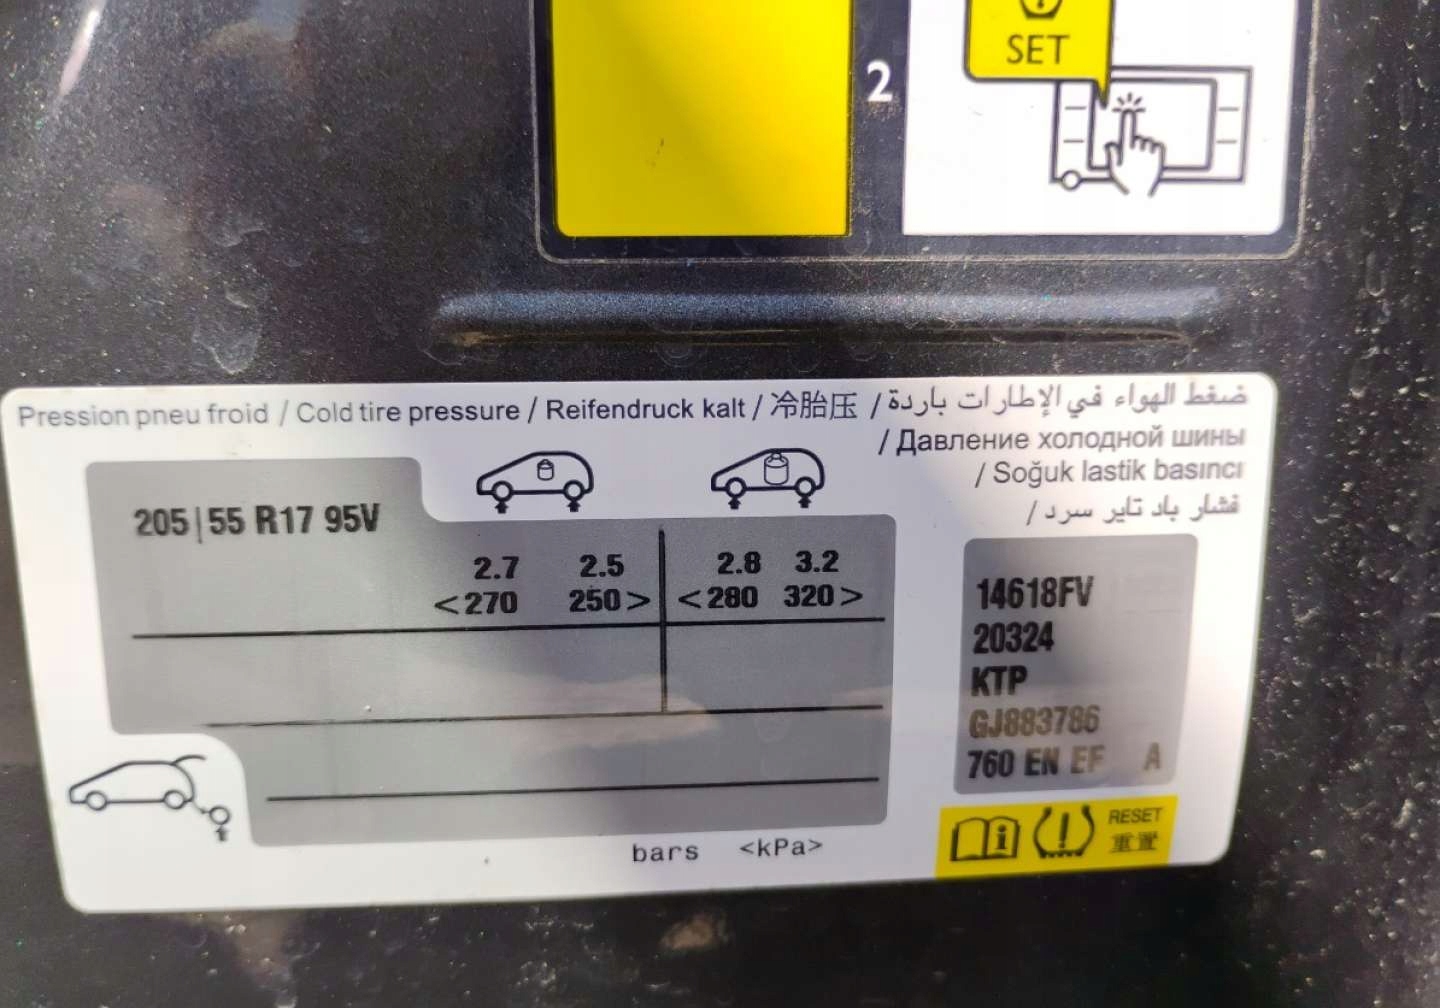 SET
2
Pression pneu froid / Cold tire pressure / Reifendruck kalt / 冷胎压 / ضغط الهواء في الإطارات باردة
/ Давление холодной шины
/ Soğuk lastik basıncı
فشار باد تایر سرد /
205|55 R17 95V
2.7 2.5 2.8 3.2
<270 250> <280 320>
14618FV
20324
KTP
GJ883786
760 EN EF A
bars <kPa>
RESET
重置